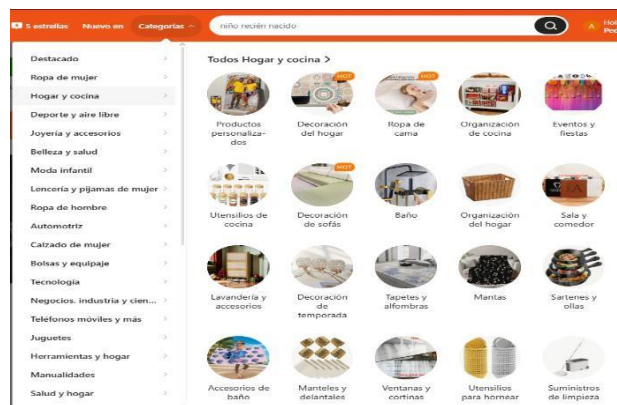 5 estrellas Nuevo en Categorías niño recién nacido
Destacado
Ropa de mujer
Hogar y cocina
Deporte y aire libre
Joyería y accesorios
Belleza y salud
Moda infantil
Lencería y pijamas de mujer
Ropa de hombre
Automotriz
Calzado de mujer
Bolsas y equipaje
Tecnología
Negocios, industria y cien...
Teléfonos móviles y más
Juguetes
Herramientas y hogar
Manualidades
Salud y hogar
Todos Hogar y cocina >
HOT
HOT
Productos
personaliza-
dos
Decoración
del hogar
Ropa de
cama
Organización
de cocina
Eventos y
fiestas
HOT
Utensilios de
cocina
Decoración
de sofás
Baño
Organización
del hogar
Sala y
comedor
Lavandería y
accesorios
Decoración
de
temporada
Tapetes y
alfombras
Mantas
Sartenes y
ollas
Accesorios de
baño
Manteles y
delantales
Ventanas y
cortinas
Utensilios
para hornear
Suministros
de limpieza